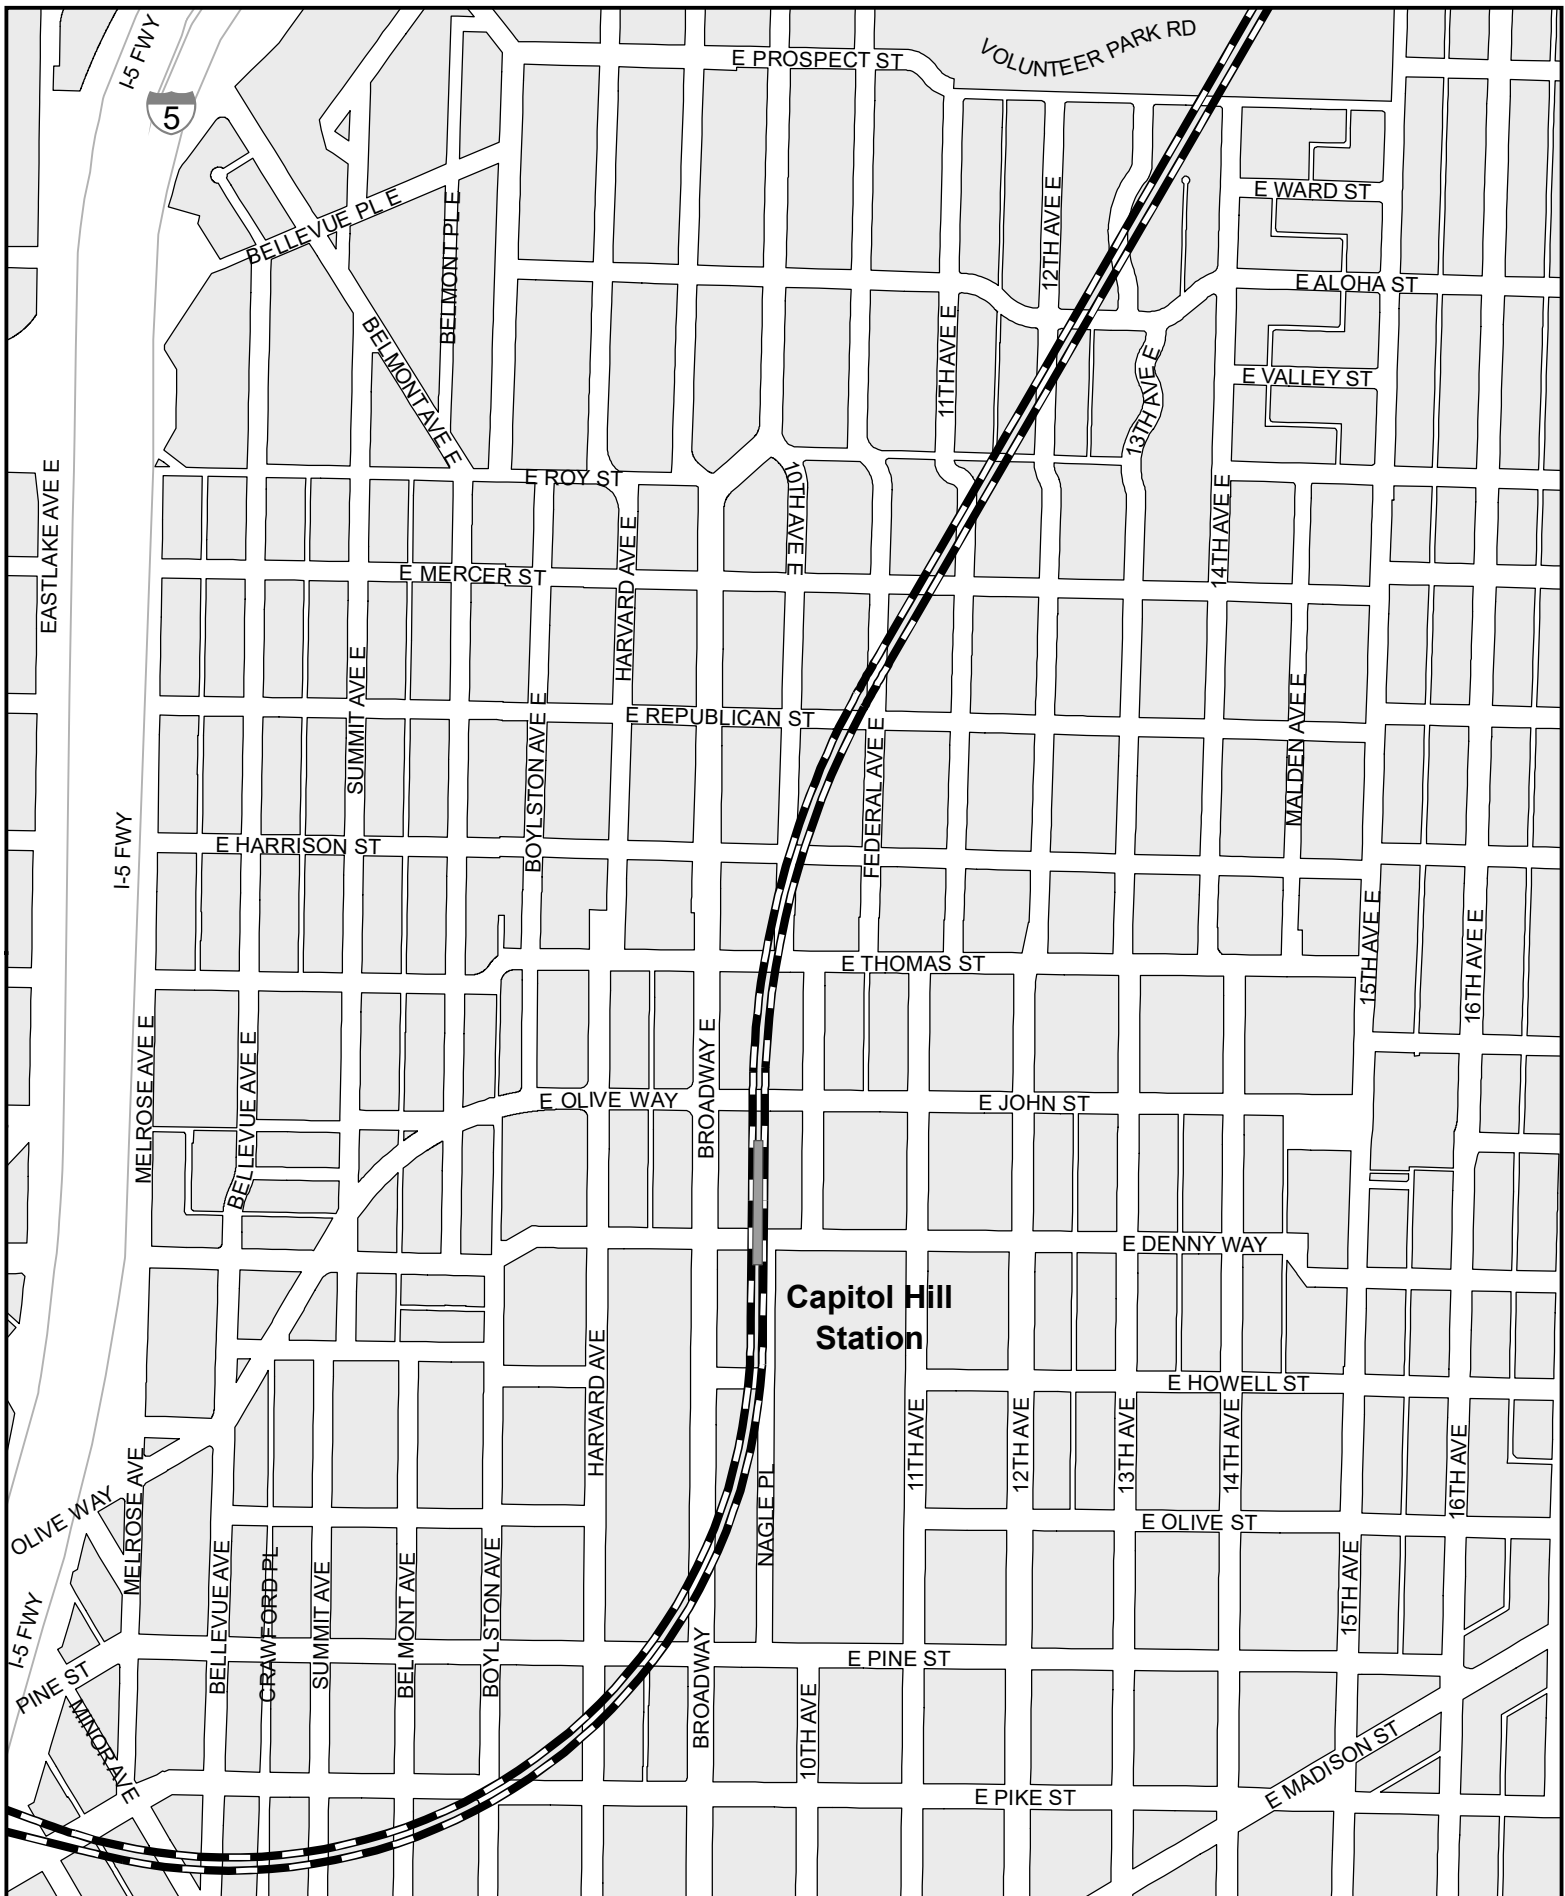 I-5 FWY
5
E PROSPECT ST
VOLUNTEER PARK RD
BELLEVUE PL E
BELMONT PL E
12TH AVE E
E WARD ST
E ALOHA ST
BELMONT AVE E
11TH AVE E
13TH AVE E
E VALLEY ST
EASTLAKE AVE E
E ROY ST
10TH AVE E
14TH AVE E
E MERCER ST
HARVARD AVE E
SUMMIT AVE E
BOYLSTON AVE E
E REPUBLICAN ST
FEDERAL AVE E
MALDEN AVE E
I-5 FWY
E HARRISON ST
15TH AVE E
16TH AVE E
E THOMAS ST
MELROSE AVE E
BELLEVUE AVE E
BROADWAY E
E OLIVE WAY
E JOHN ST
E DENNY WAY
Capitol Hill
Station
HARVARD AVE
E HOWELL ST
11TH AVE
12TH AVE
13TH AVE
14TH AVE
16TH AVE
MELROSE AVE
NAGLE PL
OLIVE WAY
E OLIVE ST
BELLEVUE AVE
CRAWFORD PL
SUMMIT AVE
BELMONT AVE
BOYLSTON AVE
15TH AVE
I-5 FWY
PINE ST
BROADWAY
E PINE ST
MINOR AVE
10TH AVE
E MADISON ST
E PIKE ST